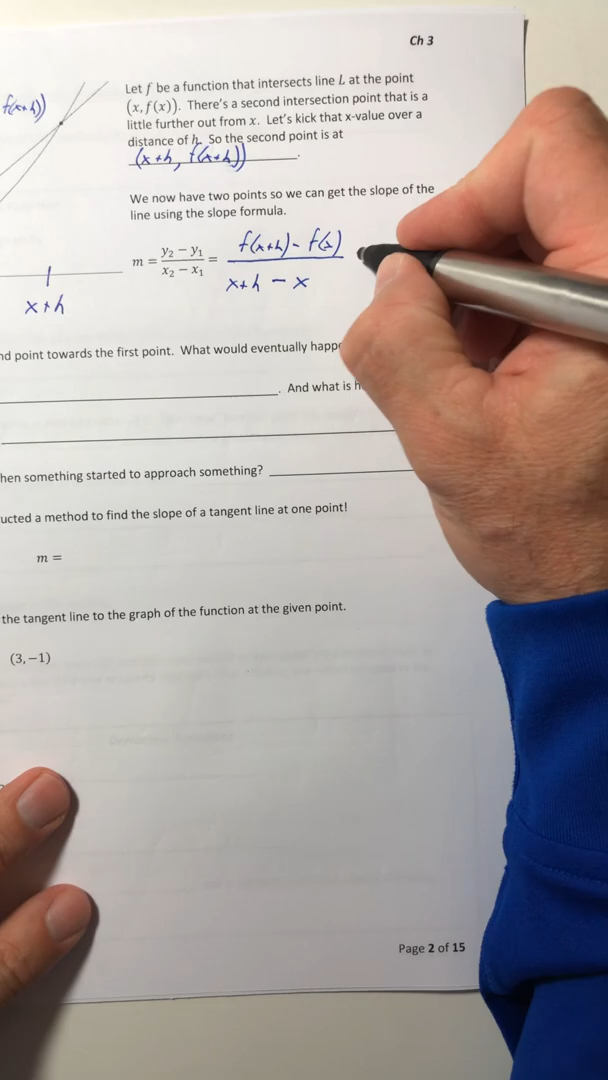 Ch 3
f(x+h))
Let f be a function that intersects line L at the point
(x, f(x)). There's a second intersection point that is a
little further out from x. Let's kick that x-value over a
distance of h. So the second point is at
(x+h, f(x+h)).
We now have two points so we can get the slope of the
line using the slope formula.
m = y₂ − y₁ / x₂ − x₁ = f(x+h) - f(x) / x+h - x
x+h
nd point towards the first point. What would eventually happe
. And what is h
hen something started to approach something?
ucted a method to find the slope of a tangent line at one point!
m =
the tangent line to the graph of the function at the given point.
(3, −1)
Page 2 of 15